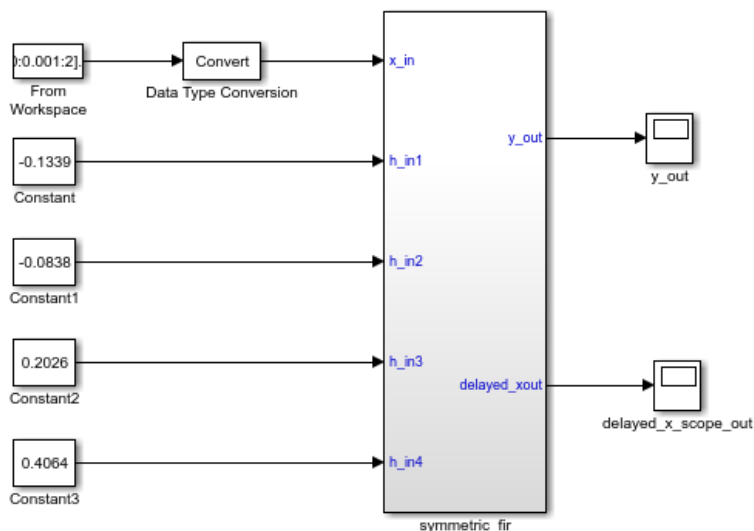 ):0.001:2].
From
Workspace
Convert
Data Type Conversion
x_in
-0.1339
Constant
h_in1
y_out
y_out
-0.0838
Constant1
h_in2
0.2026
Constant2
h_in3
delayed_xout
delayed_x_scope_out
0.4064
Constant3
h_in4
symmetric_fir